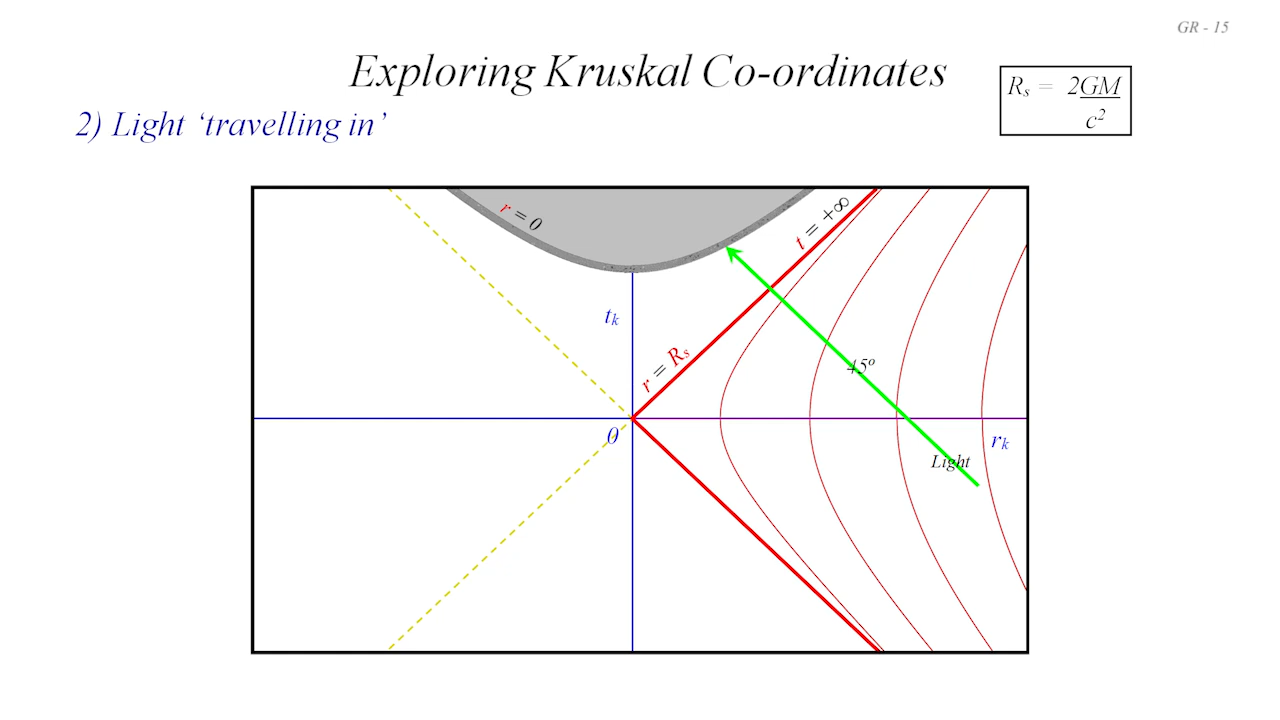 GR - 15
Exploring Kruskal Co-ordinates
Rs = 2GM
c²
2) Light ‘travelling in’
r = 0
t = +∞
tk
r = Rs
45º
0
rk
Light